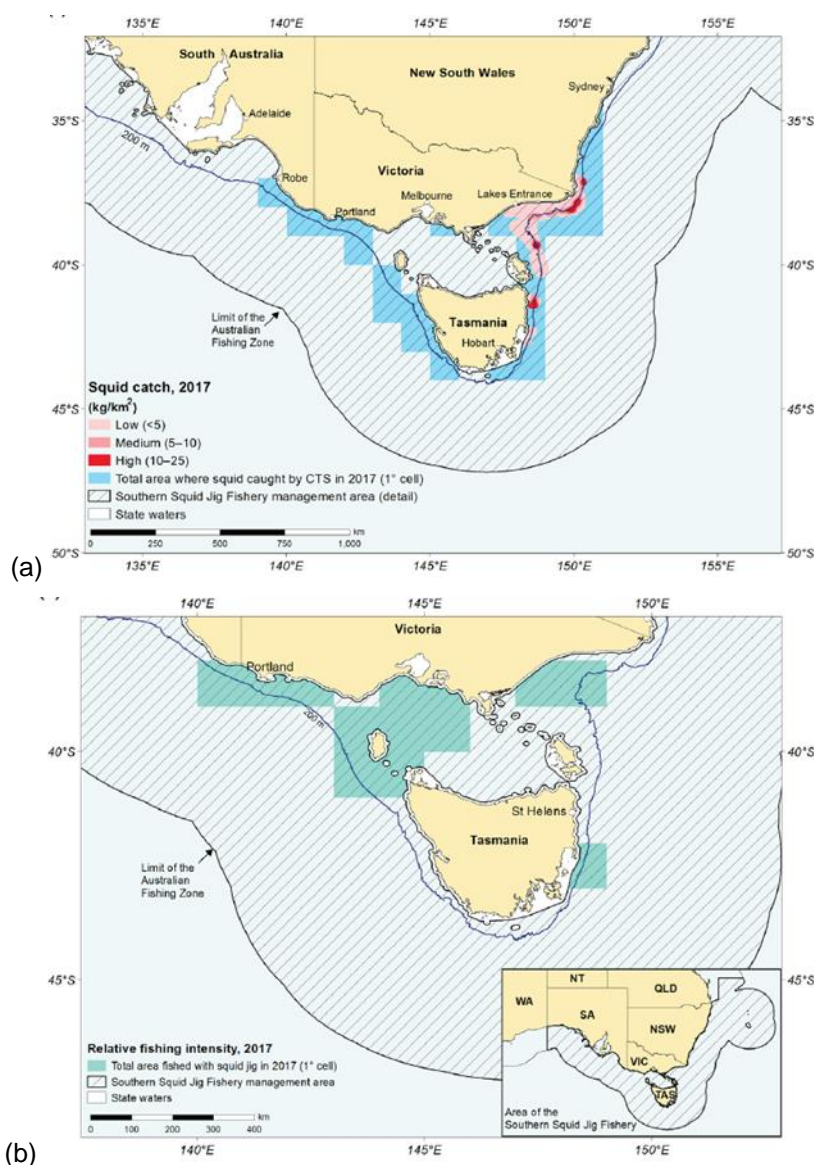 135°E 140°E 145°E 150°E 155°E
South Australia
New South Wales
Sydney
Adelaide
35°S 35°S
200 m
Victoria
Robe
Melbourne
Lakes Entrance
Portland
40°S 40°S
Limit of the
Australian
Fishing Zone
Tasmania
Hobart
Squid catch, 2017
(kg/km²)
Low (<5)
45°S 45°S
Medium (5–10)
High (10–25)
Total area where squid caught by CTS in 2017 (1° cell)
Southern Squid Jig Fishery management area (detail)
State waters
km
0 250 500 750 1,000
50°S 50°S
(a)
135°E 140°E 145°E 150°E 155°E
140°E 145°E 150°E
Victoria
Portland
200 m
40°S 40°S
St Helens
Tasmania
Limit of the
Australian
Fishing Zone
45°S 45°S
NT
QLD
WA
SA
NSW
VIC
TAS
Area of the
Southern Squid Jig Fishery
Relative fishing intensity, 2017
Total area fished with squid jig in 2017 (1° cell)
Southern Squid Jig Fishery management area
State waters
km
0 100 200 300 400
(b)
140°E 145°E 150°E